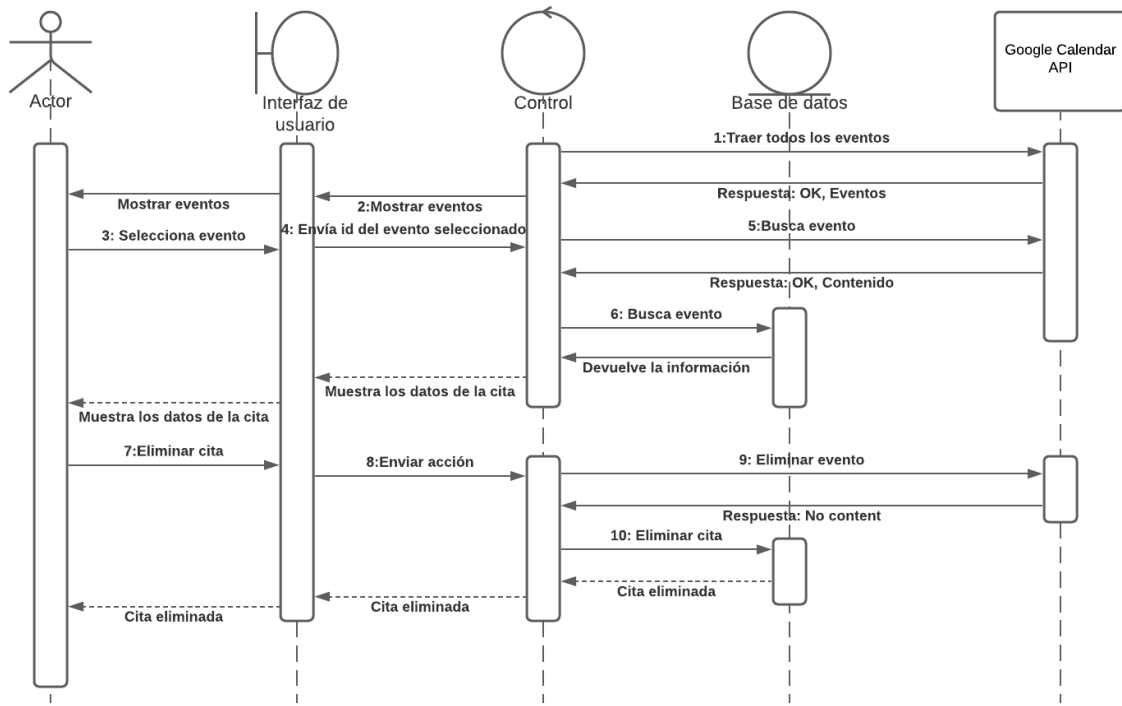 Google Calendar
API
Actor
Interfaz de
usuario
Control
Base de datos
1:Traer todos los eventos
Respuesta: OK, Eventos
Mostrar eventos
2:Mostrar eventos
3: Selecciona evento
4: Envía id del evento seleccionado
5:Busca evento
Respuesta: OK, Contenido
6: Busca evento
Devuelve la información
Muestra los datos de la cita
Muestra los datos de la cita
7:Eliminar cita
8:Enviar acción
9: Eliminar evento
Respuesta: No content
10: Eliminar cita
Cita eliminada
Cita eliminada
Cita eliminada